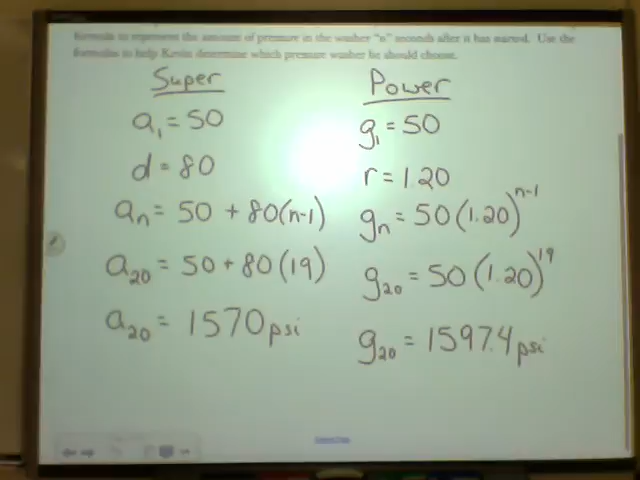 formula to represent the amount of pressure in the washer "n" seconds after it has started. Use the
formulas to help Kevin determine which pressure washer he should choose.
Super
a₁ = 50
d = 80
aₙ = 50 + 80(n-1)
a₂₀ = 50 + 80(19)
a₂₀ = 1570 psi
Power
g₁ = 50
r = 1.20
gₙ = 50(1.20)ⁿ⁻¹
g₂₀ = 50(1.20)¹⁹
g₂₀ = 1597.4 psi